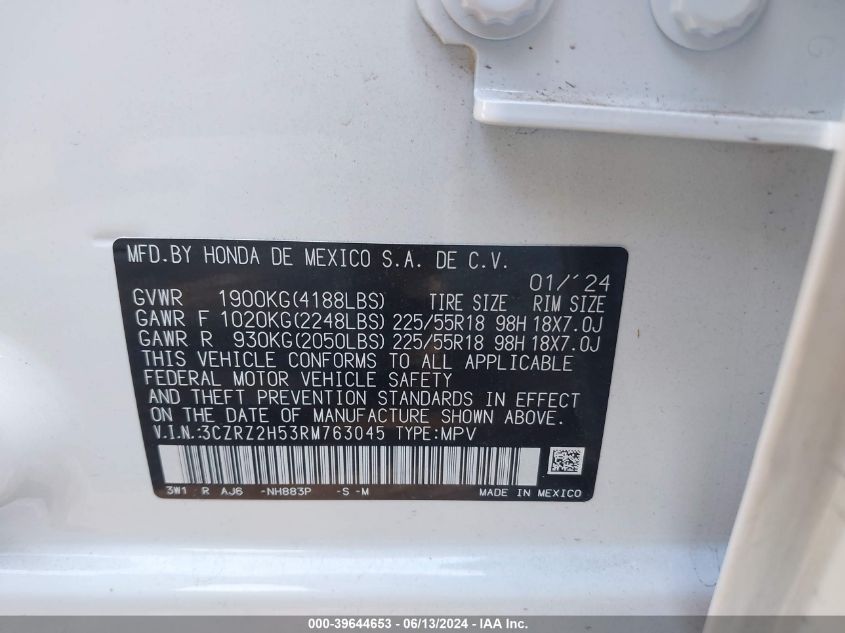 MFD.BY HONDA DE MEXICO S.A. DE C.V.
01/´24
GVWR 1900KG(4188LBS) TIRE SIZE RIM SIZE
GAWR F 1020KG(2248LBS) 225/55R18 98H 18X7.0J
GAWR R 930KG(2050LBS) 225/55R18 98H 18X7.0J
THIS VEHICLE CONFORMS TO ALL APPLICABLE
FEDERAL MOTOR VEHICLE SAFETY
AND THEFT PREVENTION STANDARDS IN EFFECT
ON THE DATE OF MANUFACTURE SHOWN ABOVE.
V.I.N.:3CZRZ2H53RM763045 TYPE:MPV
3W1 R AJ6 -NH883P -S -M MADE IN MEXICO
000-39644653 - 06/13/2024 - IAA Inc.